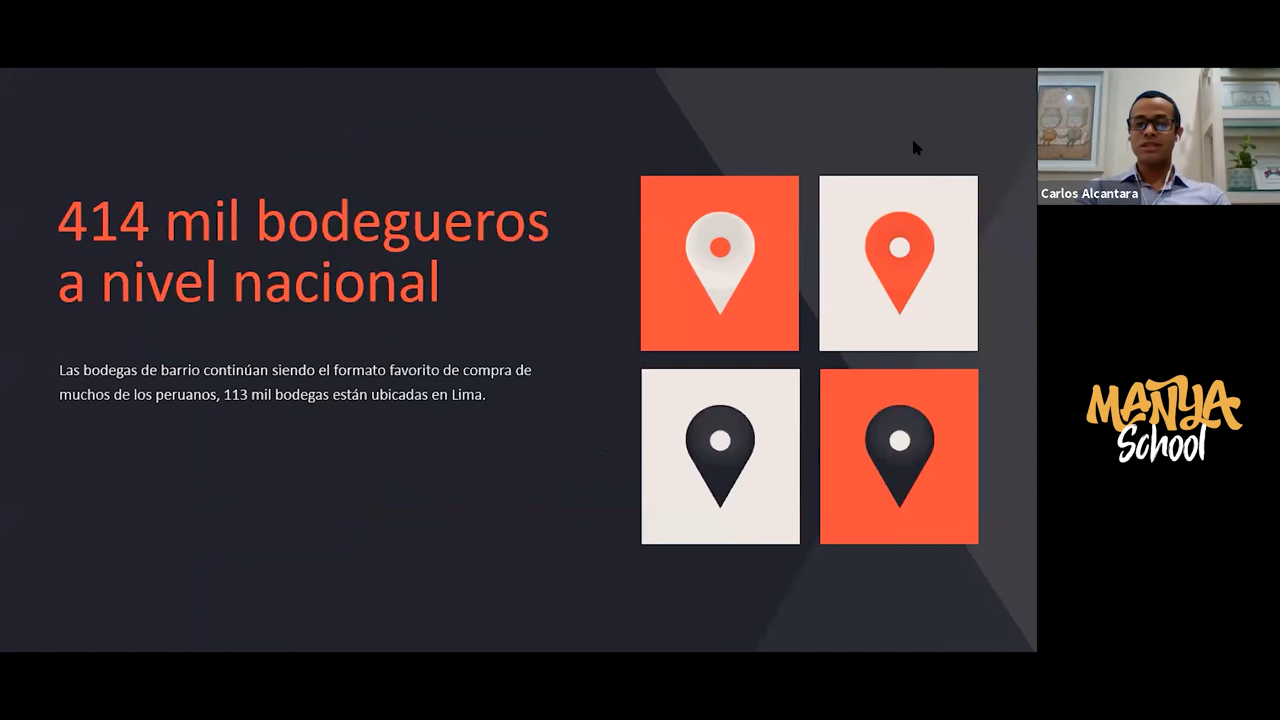 414 mil bodegueros
a nivel nacional
Las bodegas de barrio continúan siendo el formato favorito de compra de
muchos de los peruanos, 113 mil bodegas están ubicadas en Lima.
Carlos Alcantara
MANYA
School